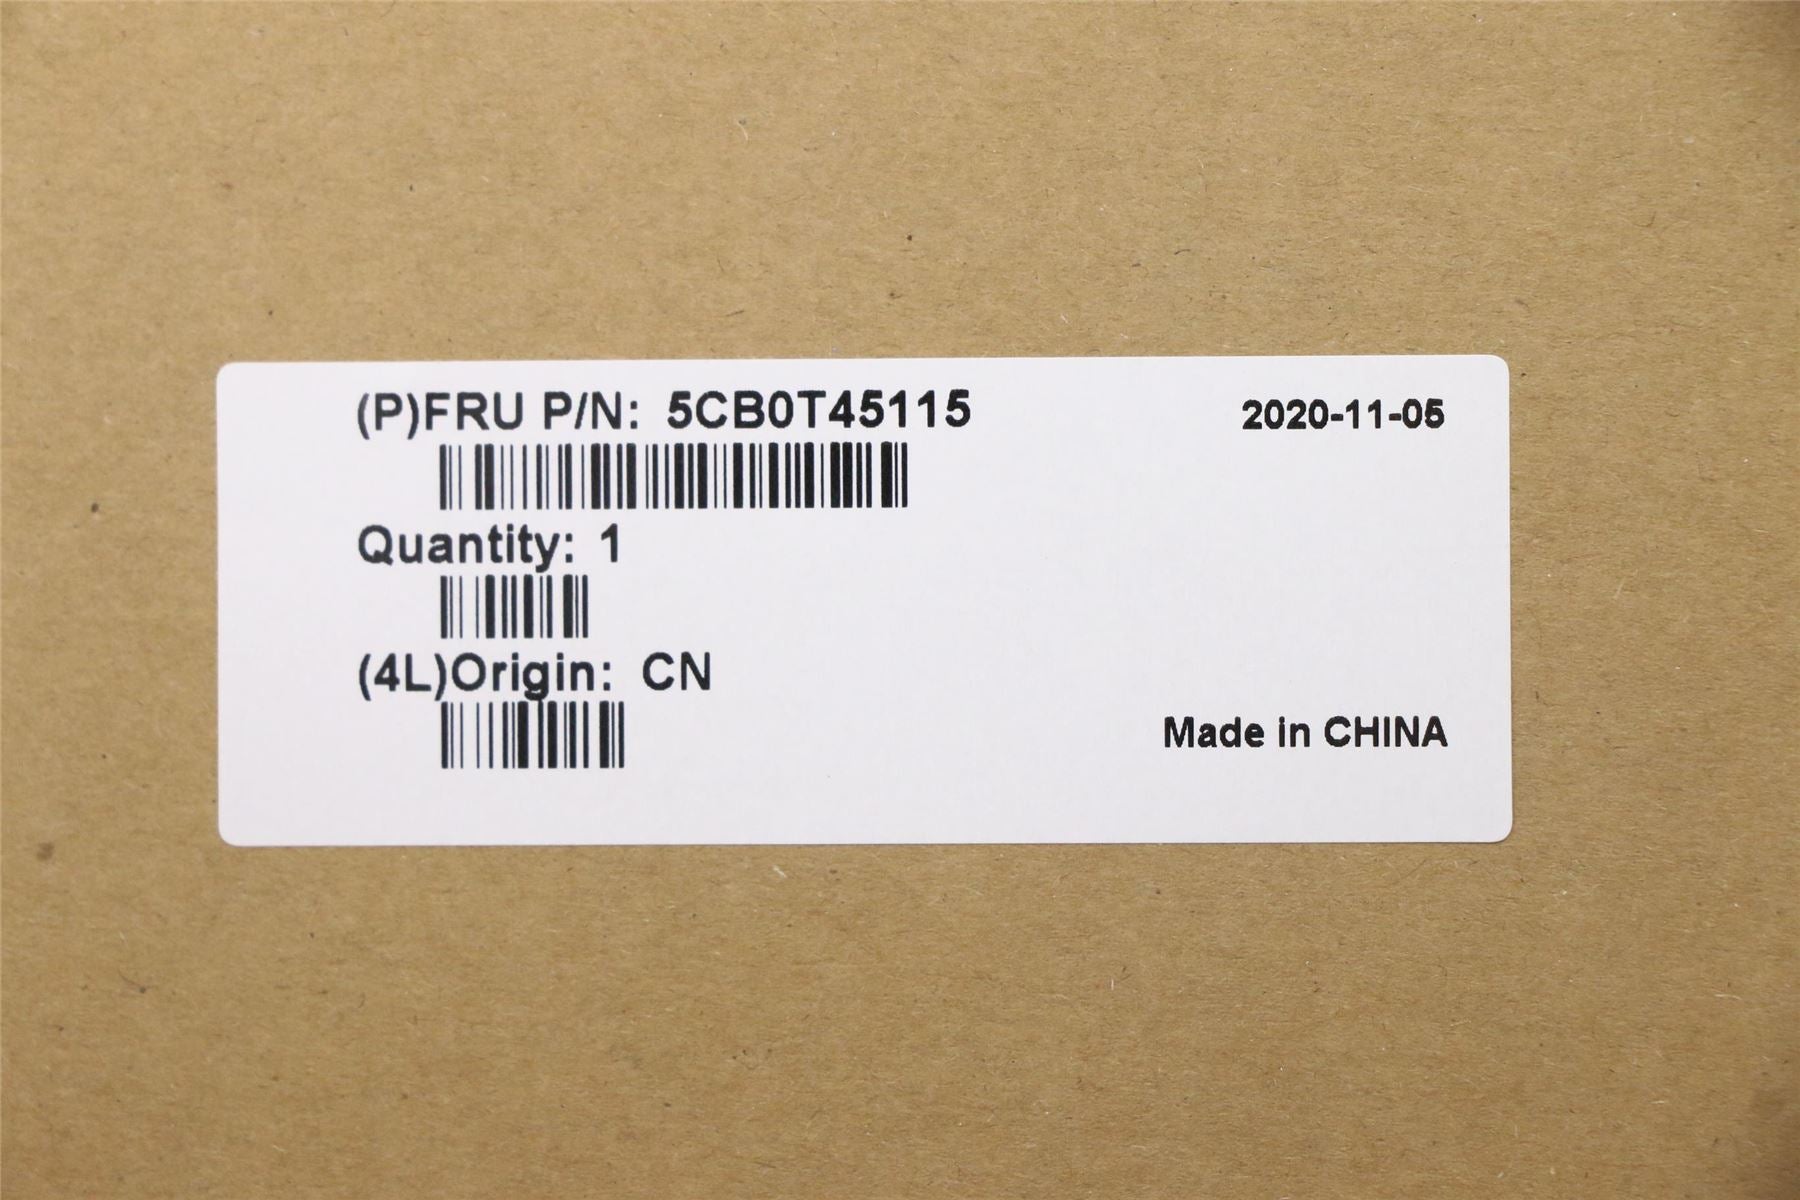 (P)FRU P/N: 5CB0T45115
2020-11-05
Quantity: 1
(4L)Origin: CN
Made in CHINA